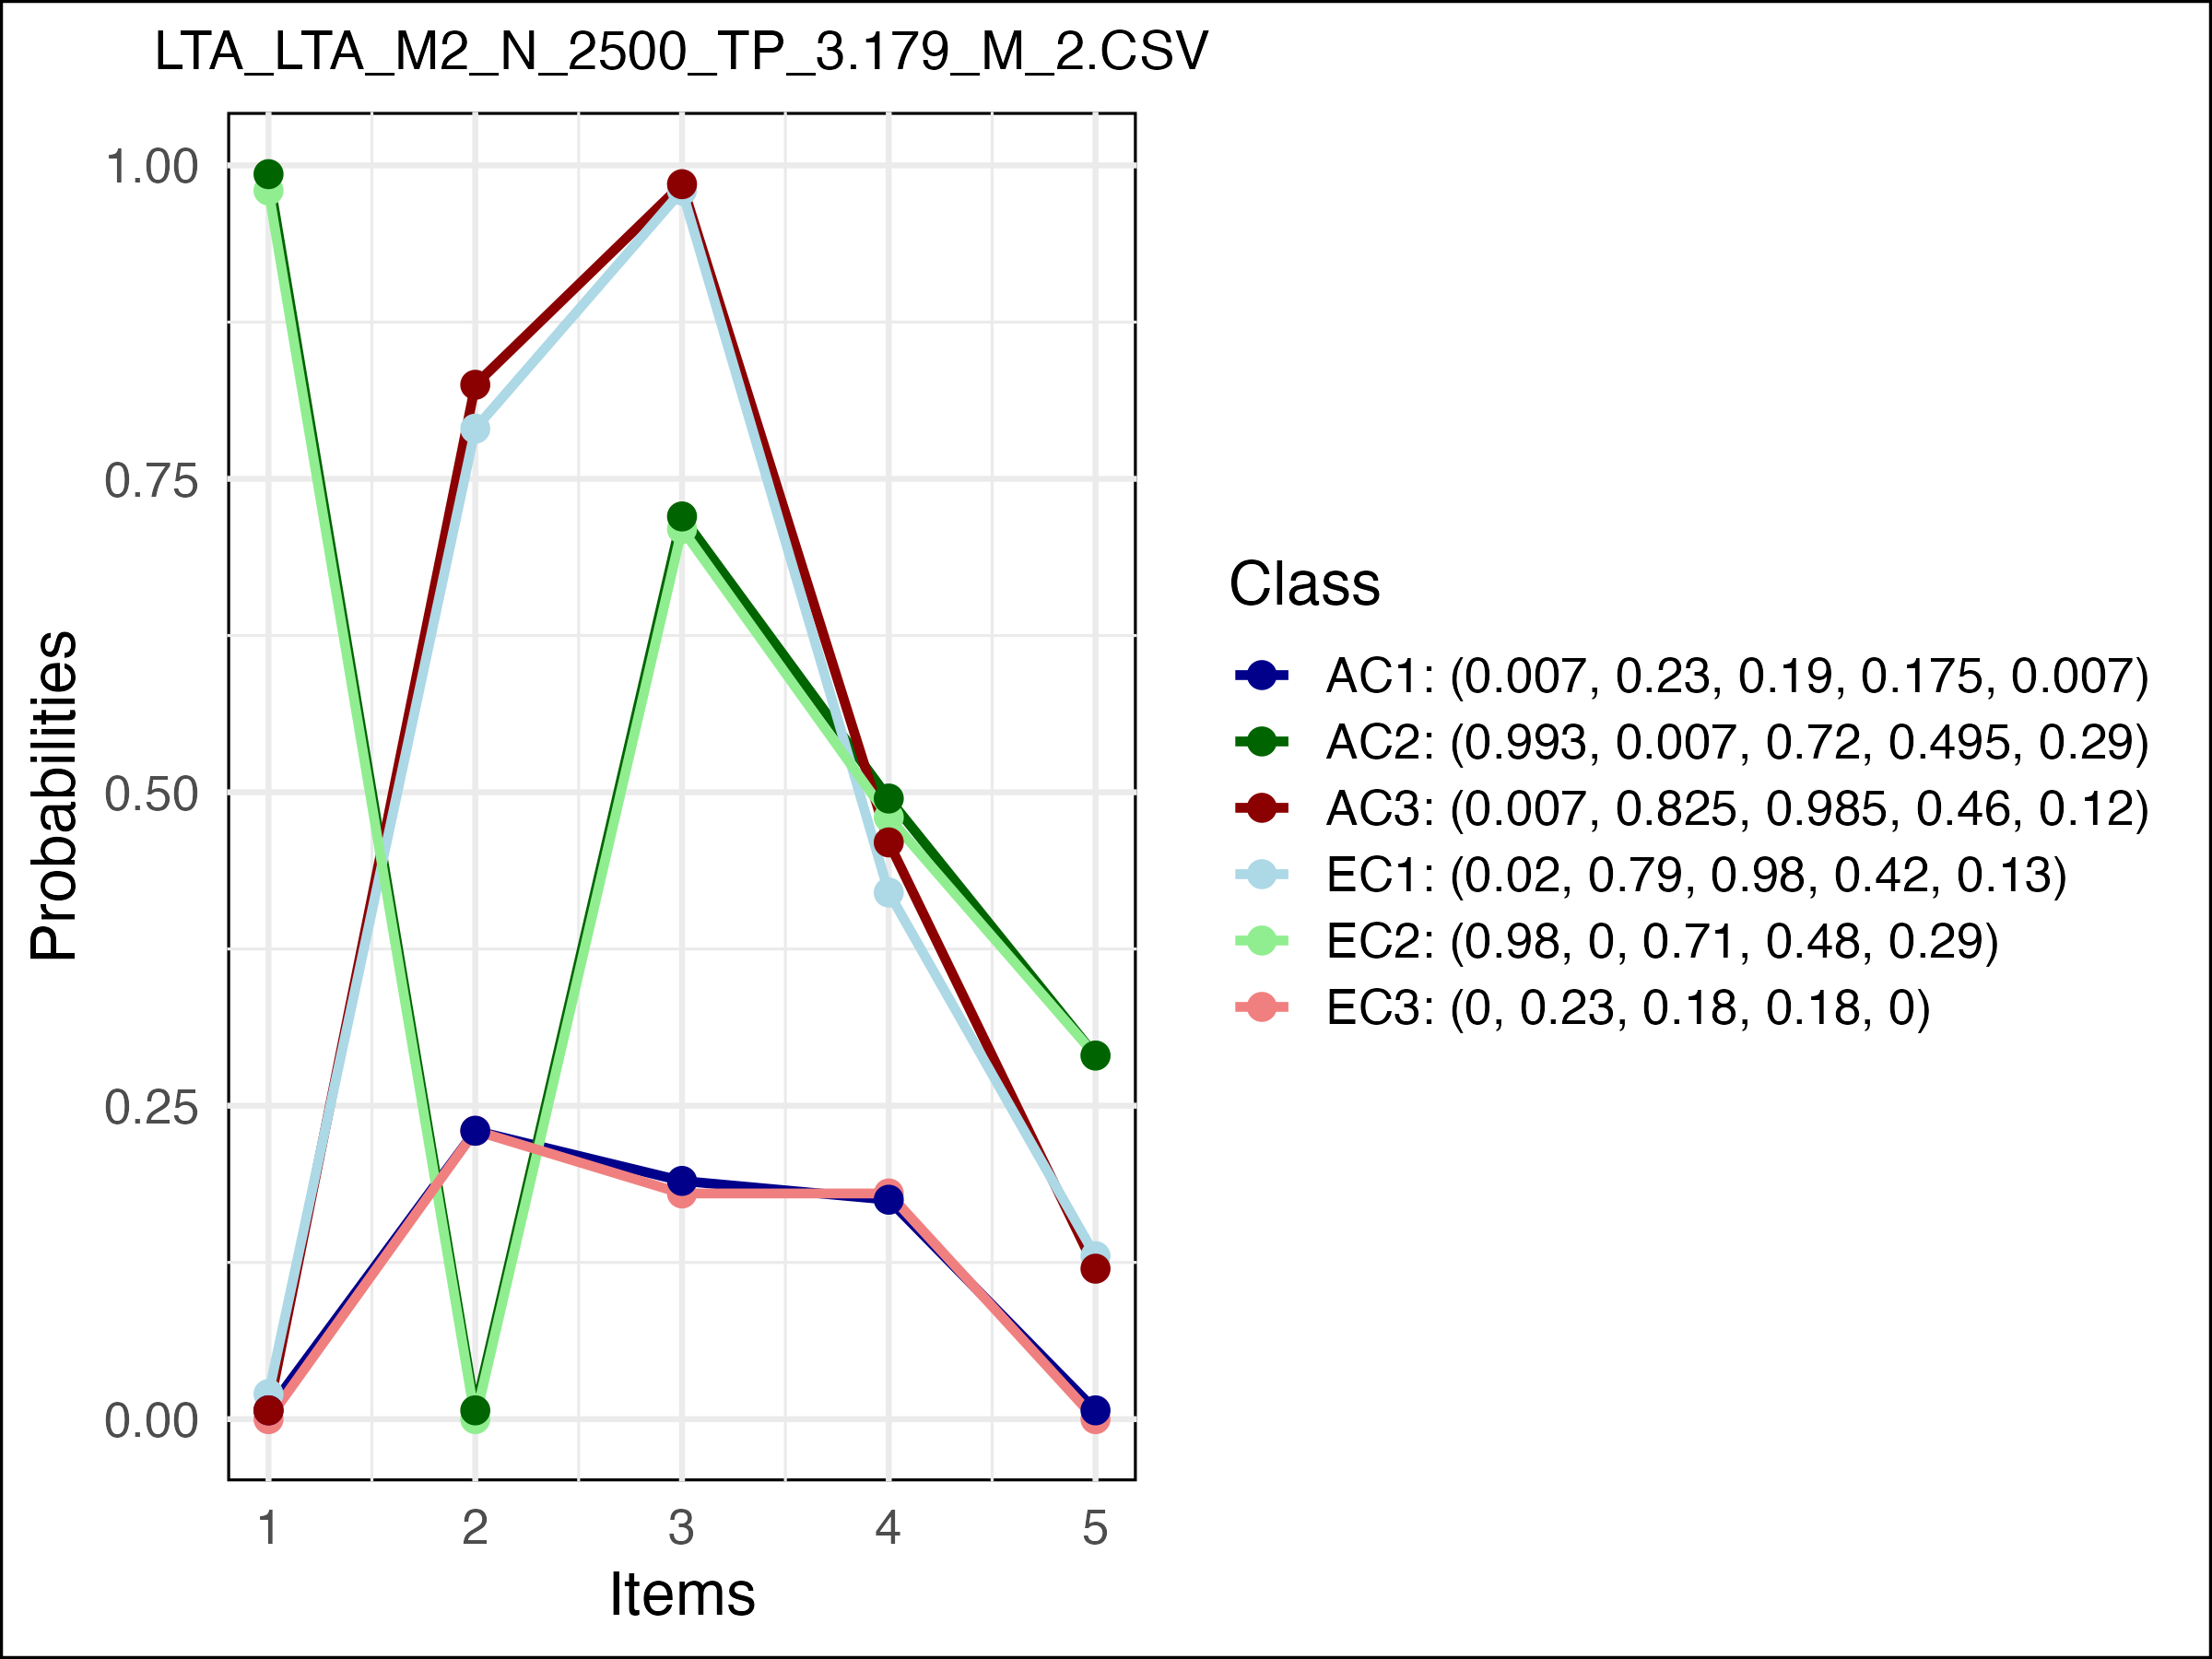 LTA_LTA_M2_N_2500_TP_3.179_M_2.CSV
1.00
0.75
0.50
0.25
0.00
Probabilities
1 2 3 4 5
Items
Class
AC1: (0.007, 0.23, 0.19, 0.175, 0.007)
AC2: (0.993, 0.007, 0.72, 0.495, 0.29)
AC3: (0.007, 0.825, 0.985, 0.46, 0.12)
EC1: (0.02, 0.79, 0.98, 0.42, 0.13)
EC2: (0.98, 0, 0.71, 0.48, 0.29)
EC3: (0, 0.23, 0.18, 0.18, 0)